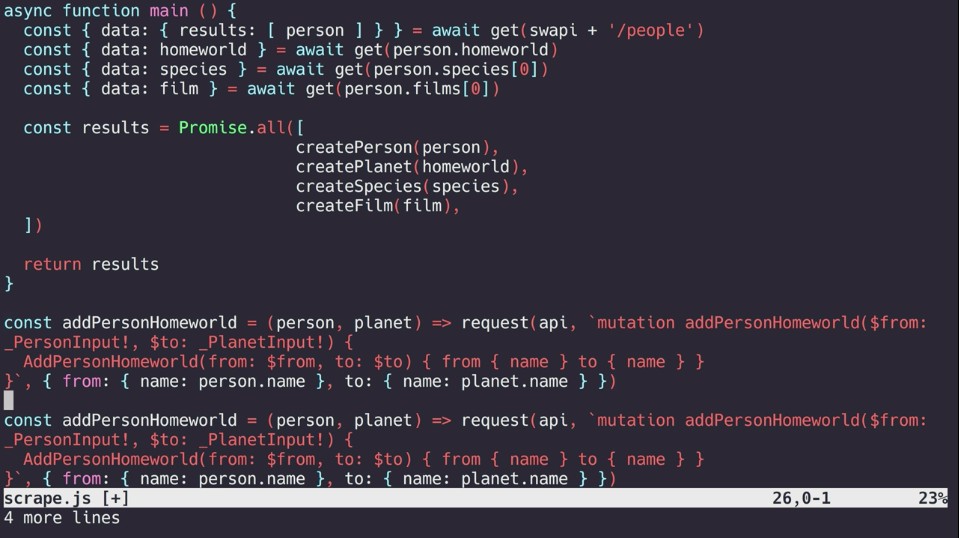 async function main () {
  const { data: { results: [ person ] } } = await get(swapi + '/people')
  const { data: homeworld } = await get(person.homeworld)
  const { data: species } = await get(person.species[0])
  const { data: film } = await get(person.films[0])

  const results = Promise.all([
                              createPerson(person),
                              createPlanet(homeworld),
                              createSpecies(species),
                              createFilm(film),
  ])

  return results
}

const addPersonHomeworld = (person, planet) => request(api, `mutation addPersonHomeworld($from:
_PersonInput!, $to: _PlanetInput!) {
  AddPersonHomeworld(from: $from, to: $to) { from { name } to { name } }
}`, { from: { name: person.name }, to: { name: planet.name } })

const addPersonHomeworld = (person, planet) => request(api, `mutation addPersonHomeworld($from:
_PersonInput!, $to: _PlanetInput!) {
  AddPersonHomeworld(from: $from, to: $to) { from { name } to { name } }
}`, { from: { name: person.name }, to: { name: planet.name } })
scrape.js [+]                                                                  26,0-1         23%
4 more lines